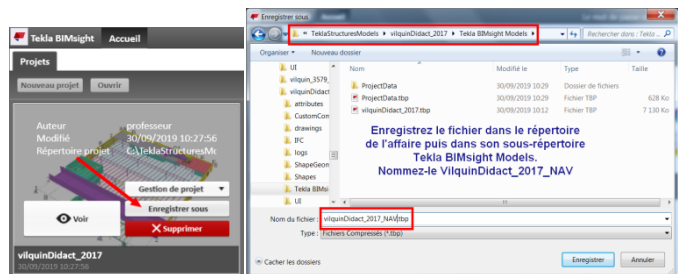 Tekla BIMsight Accueil
Projets
Nouveau projet Ouvrir
Auteur professeur
Modifié 30/09/2019 10:27:56
Répertoire projet C:\TeklaStructuresMc
Gestion de projet
Enregistrer sous
Voir
Supprimer
vilquinDidact_2017
30/09/2019 10:27:56
Enregistrer sous
« TeklaStructuresModels vilquinDidact_2017 Tekla BIMsight Models
Rechercher dans : Tekla ...
Organiser Nouveau dossier
Nom Modifié le Type Taille
UI
vilquin_3579_
vilquinDidact
attributes
CustomCon
drawings
IFC
logs
ShapeGeon
Shapes
Tekla BIMsi
UI
ProjectData 30/09/2019 10:29 Dossier de fichiers
ProjectData.tbp 30/09/2019 10:29 Fichier TBP 628 Ko
vilquinDidact_2017.tbp 30/09/2019 10:12 Fichier TBP 7 130 Ko
Enregistrez le fichier dans le répertoire
de l'affaire puis dans son sous-répertoire
Tekla BIMsight Models.
Nommez-le VilquinDidact_2017_NAV
Nom du fichier : vilquinDidact_2017_NAV.tbp
Type : Fichiers Compressés (*.tbp)
Cacher les dossiers
Enregistrer Annuler